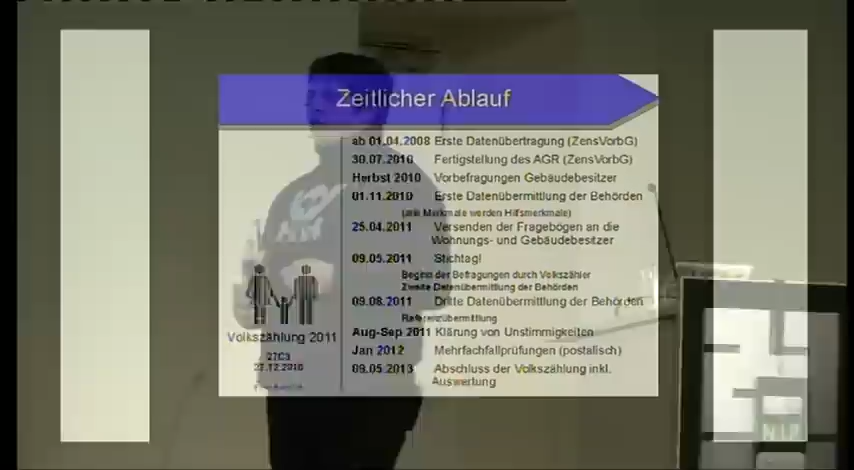 Zeitlicher Ablauf
ab 01.04.2008 Erste Datenübertragung (ZensVorbG)
30.07.2010 Fertigstellung des AGR (ZensVorbG)
Herbst 2010 Vorbefragungen Gebäudebesitzer
01.11.2010 Erste Datenübermittlung der Behörden
(alle Merkmale werden Hilfsmerkmale)
25.04.2011 Versenden der Fragebögen an die
Wohnungs- und Gebäudebesitzer
09.05.2011 Stichtag!
Beginn der Befragungen durch Volkszähler
Zweite Datenübermittlung der Behörden
09.08.2011 Dritte Datenübermittlung der Behörden
Referenzübermittlung
Aug-Sep 2011 Klärung von Unstimmigkeiten
Jan 2012 Mehrfachfallprüfungen (postalisch)
09.05.2013 Abschluss der Volkszählung inkl.
Auswertung
Volkszählung 2011
27C3
27.12.2010